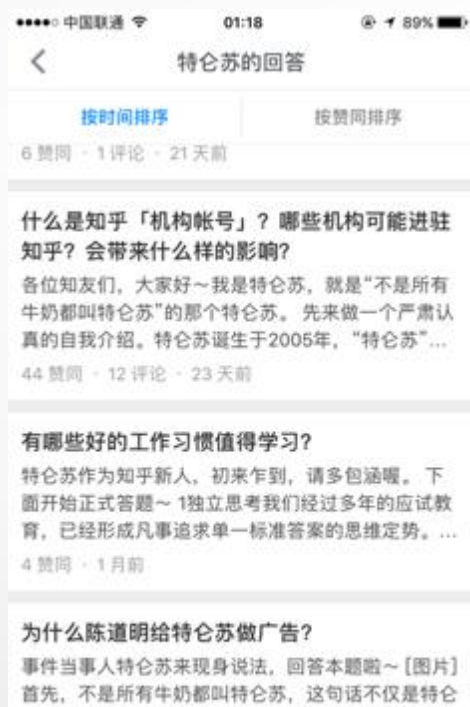 中国联通 01:18 89%
特仑苏的回答
按时间排序 按赞同排序
6 赞同 · 1 评论 · 21 天前
什么是知乎「机构帐号」？哪些机构可能进驻
知乎？会带来什么样的影响?
各位知友们，大家好～我是特仑苏，就是“不是所有
牛奶都叫特仑苏”的那个特仑苏。 先来做一个严肃认
真的自我介绍。特仑苏诞生于2005年，“特仑苏”...
44 赞同 · 12 评论 · 23 天前
有哪些好的工作习惯值得学习?
特仑苏作为知乎新人，初来乍到，请多包涵喔。 下
面开始正式答题～ 1独立思考我们经过多年的应试教
育，已经形成凡事追求单一标准答案的思维定势。...
4 赞同 · 1 月前
为什么陈道明给特仑苏做广告?
事件当事人特仑苏来现身说法，回答本题啦～ [图片]
首先，不是所有牛奶都叫特仑苏，这句话不仅是特仑